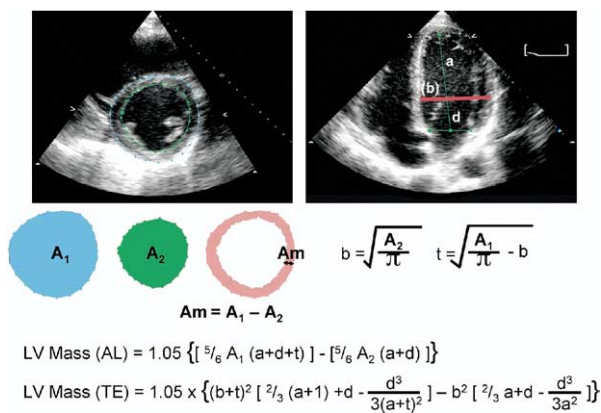 a
(b)
d
A₁
A₂
Am
b = √(A₂/π) t = √(A₁/π - b)
Am = A₁ – A₂
LV Mass (AL) = 1.05 {[ ⁵/₆ A₁ (a+d+t) ] - [⁵/₆ A₂ (a+d) ]}
LV Mass (TE) = 1.05 x {(b+t)² [ ²/₃ (a+1) +d - d³/3(a+t)² ] – b² [ ²/₃ a+d - d³/3a² ]}